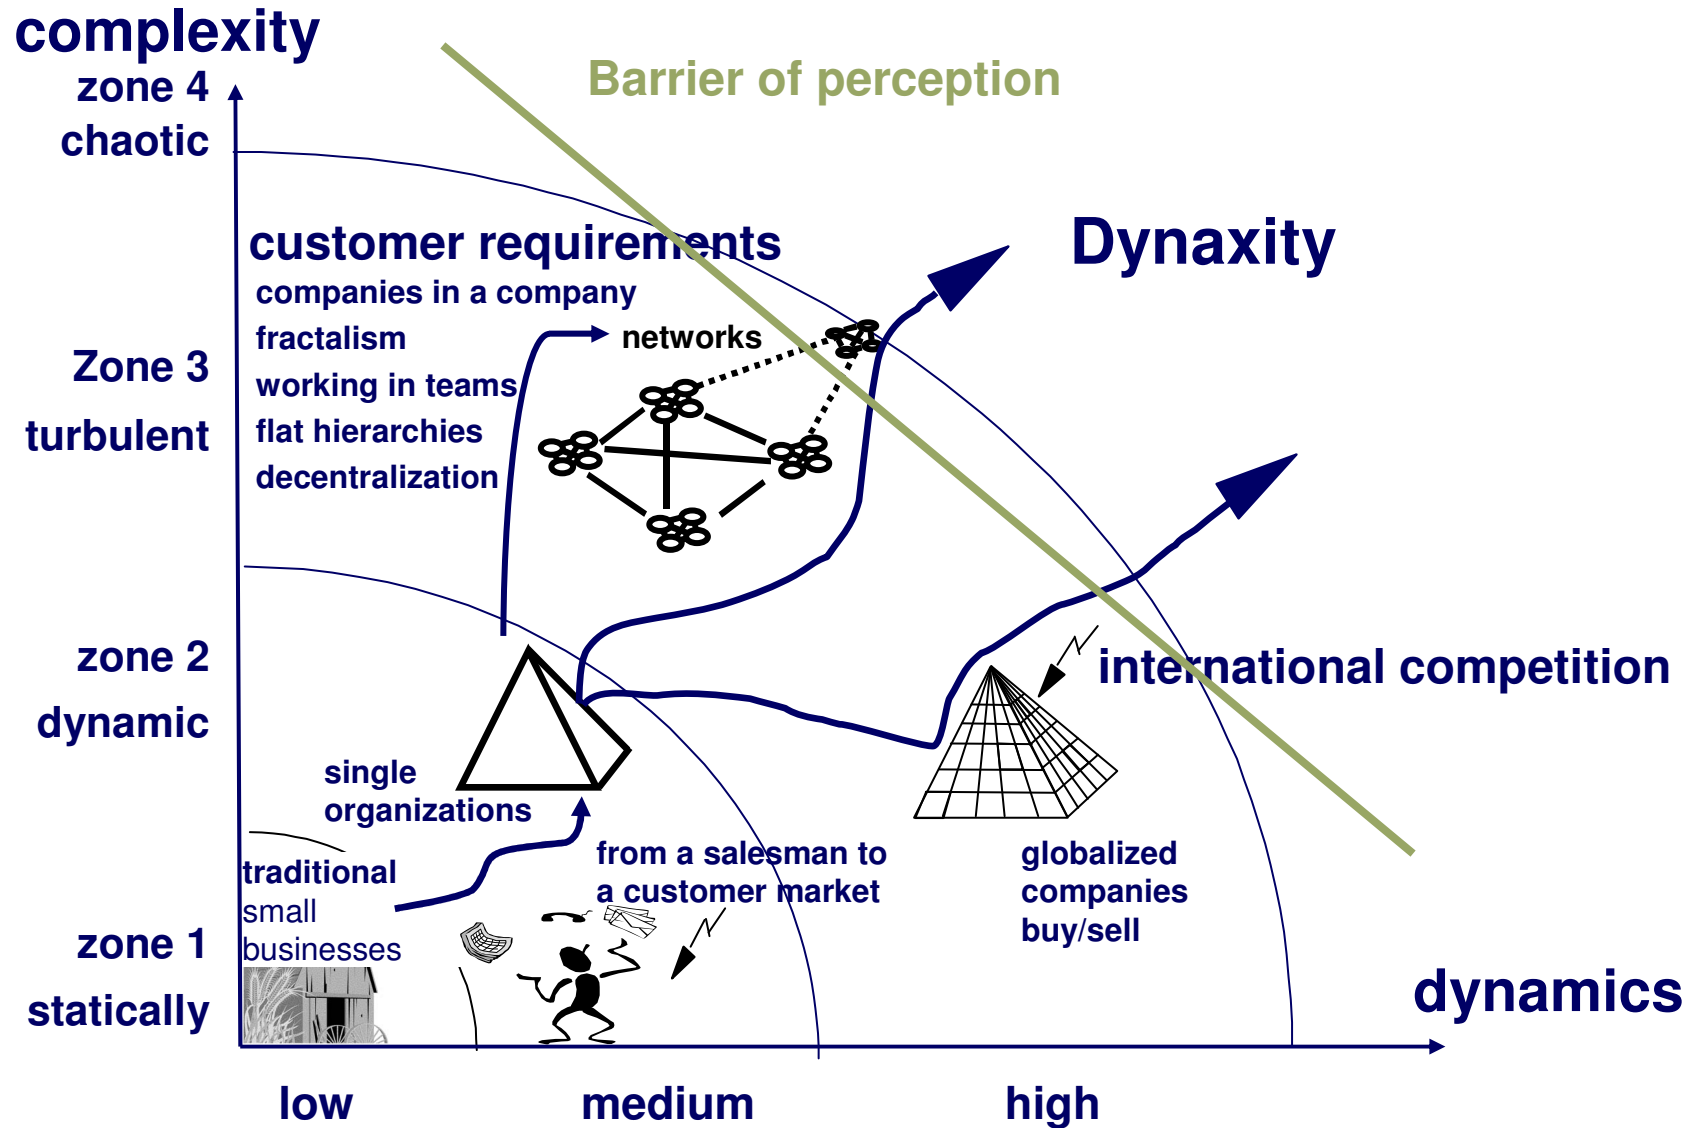 complexity
zone 4
chaotic
Barrier of perception
customer requirements
Dynaxity
companies in a company
fractalism
networks
working in teams
flat hierarchies
decentralization
Zone 3
turbulent
zone 2
dynamic
international competition
single
organizations
from a salesman to
a customer market
globalized
companies
buy/sell
traditional
small
businesses
zone 1
statically
dynamics
low
medium
high